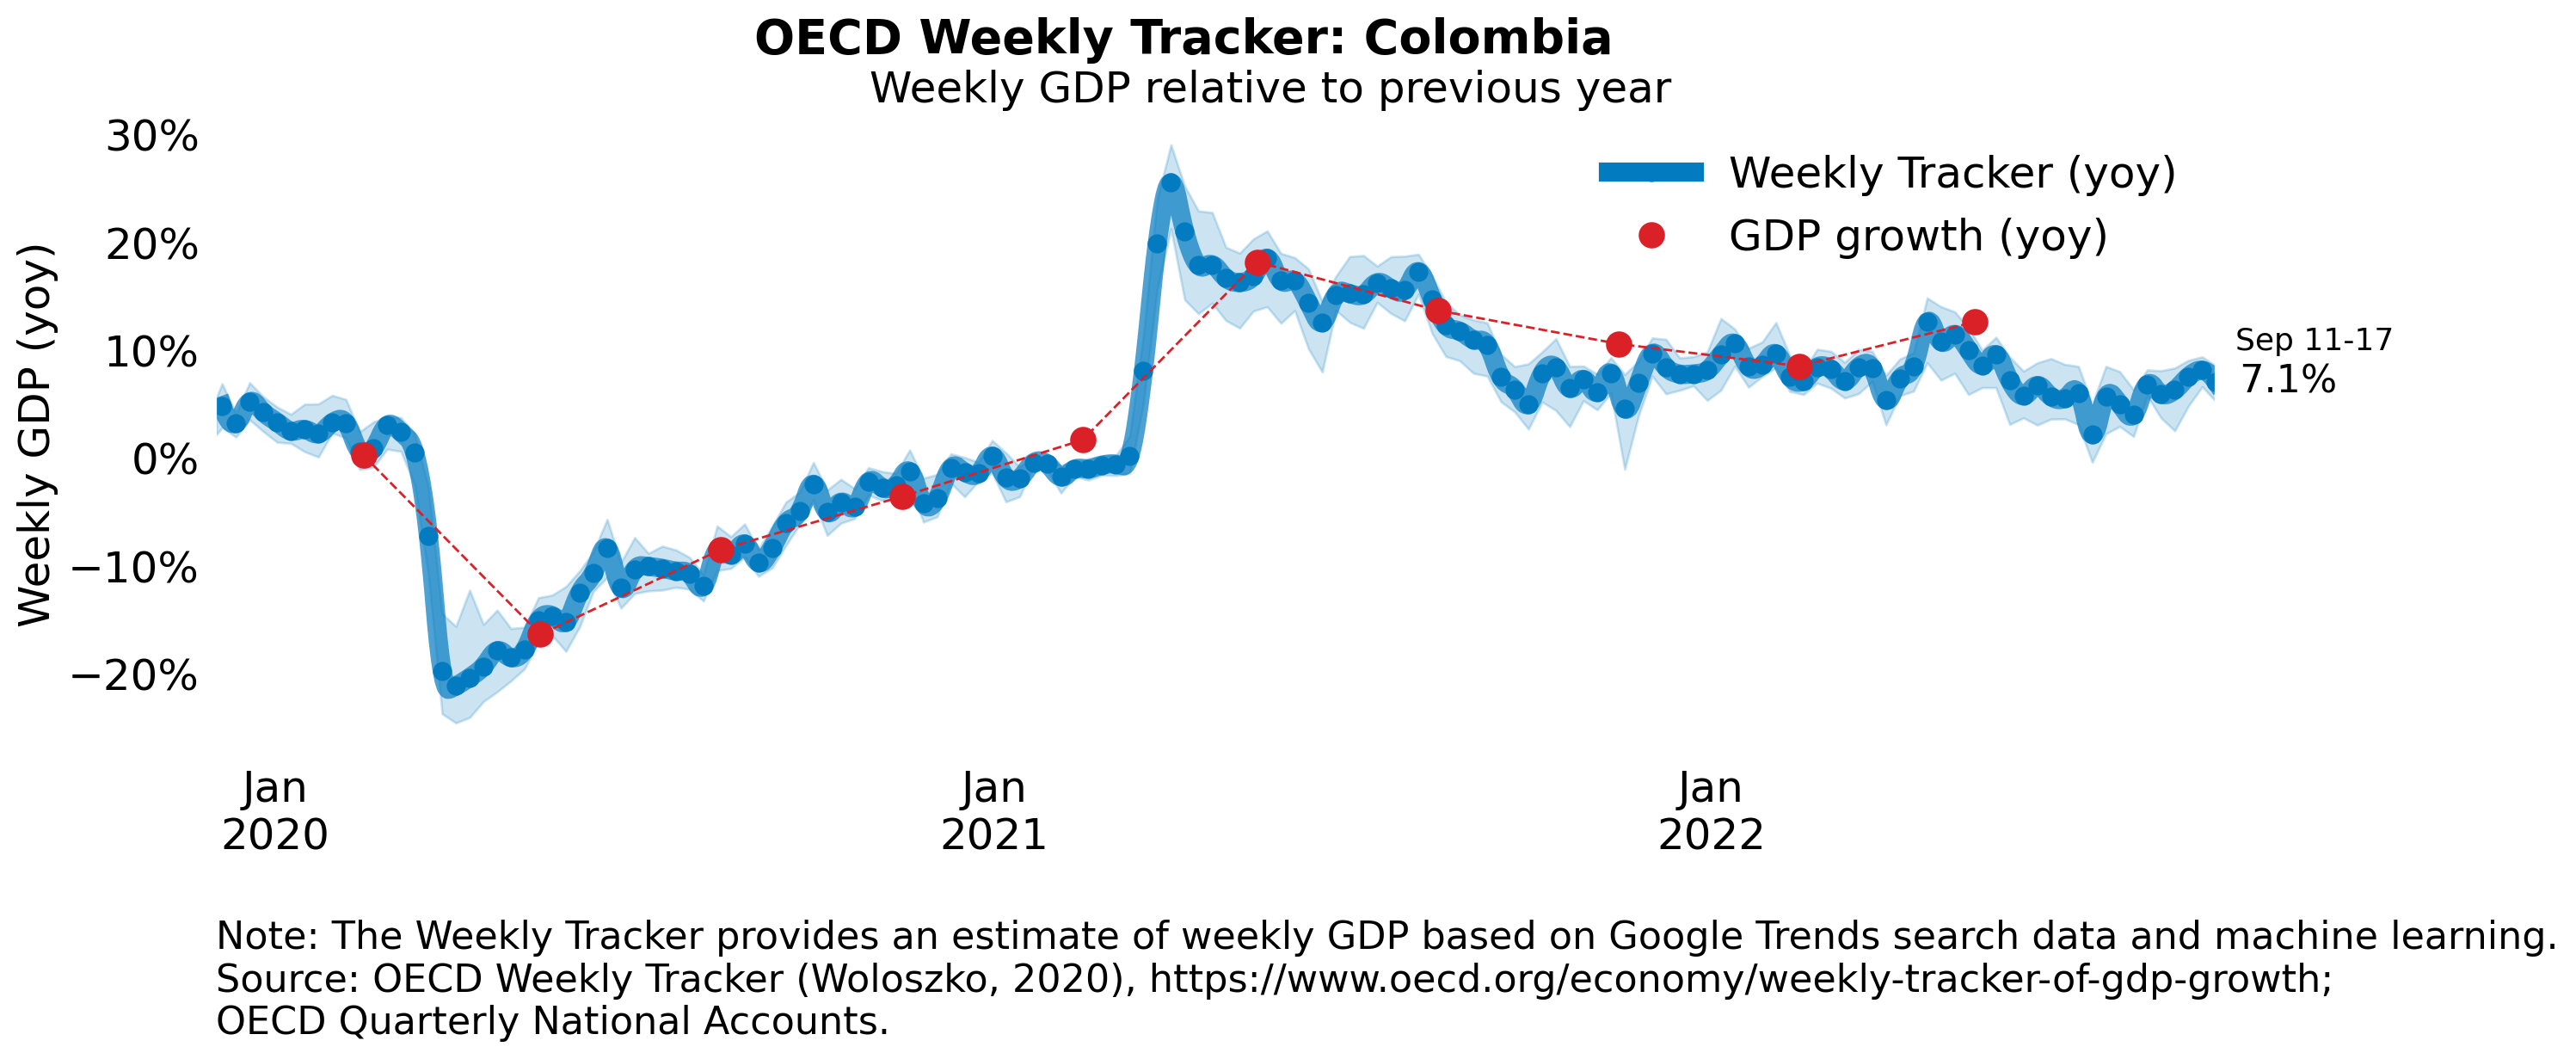 OECD Weekly Tracker: Colombia
Weekly GDP relative to previous year
Weekly GDP (yoy)
30%
20%
10%
0%
−10%
−20%
Weekly Tracker (yoy)
GDP growth (yoy)
Sep 11-17
7.1%
Jan
2020
Jan
2021
Jan
2022
Note: The Weekly Tracker provides an estimate of weekly GDP based on Google Trends search data and machine learning.
Source: OECD Weekly Tracker (Woloszko, 2020), https://www.oecd.org/economy/weekly-tracker-of-gdp-growth;
OECD Quarterly National Accounts.